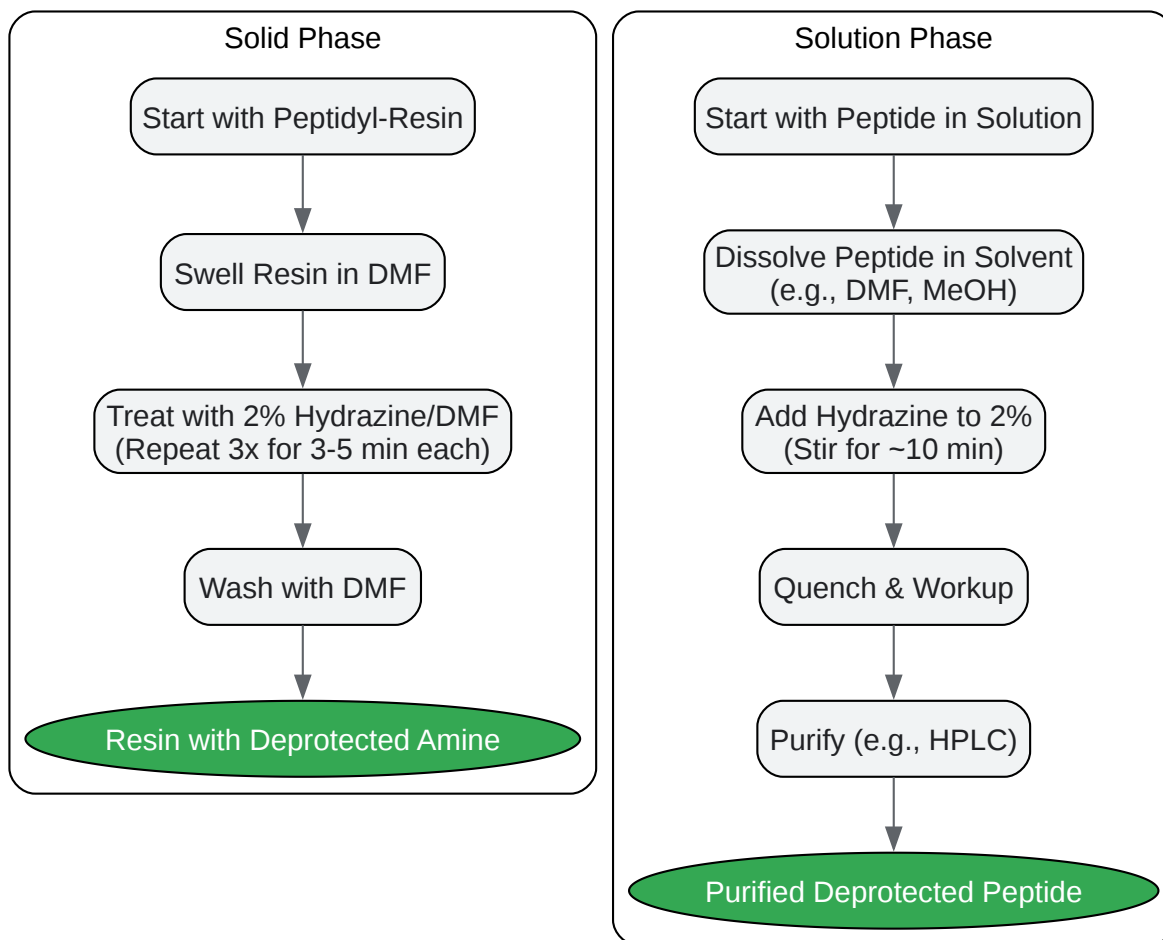 Solid Phase
Start with Peptidyl-Resin
Swell Resin in DMF
Treat with 2% Hydrazine/DMF
(Repeat 3x for 3-5 min each)
Wash with DMF
Resin with Deprotected Amine
Solution Phase
Start with Peptide in Solution
Dissolve Peptide in Solvent
(e.g., DMF, MeOH)
Add Hydrazine to 2%
(Stir for ~10 min)
Quench & Workup
Purify (e.g., HPLC)
Purified Deprotected Peptide